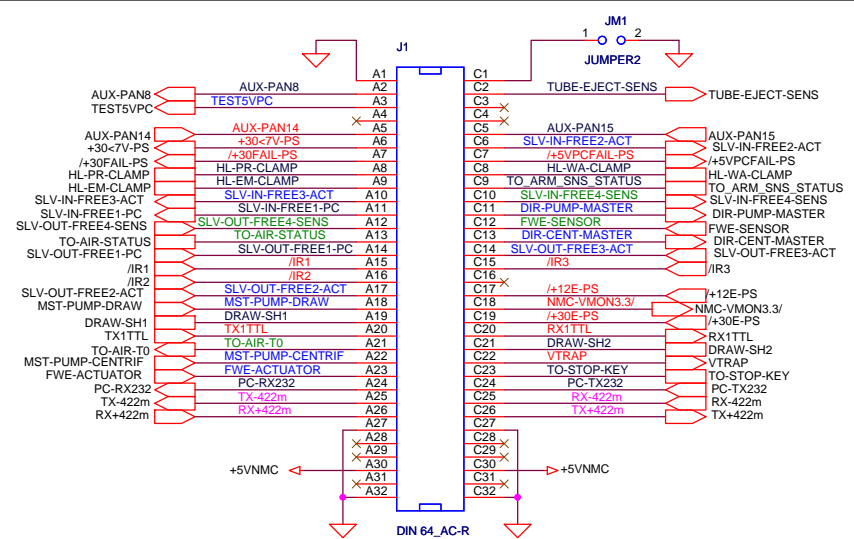 JM1
1 2
JUMPER2
J1
A1 C1
AUX-PAN8 AUX-PAN8 A2 C2 TUBE-EJECT-SENS TUBE-EJECT-SENS
TEST5VPC TEST5VPC A3 C3
A4 C4
AUX-PAN14 AUX-PAN14 A5 C5 AUX-PAN15 AUX-PAN15
+30<7V-PS +30<7V-PS A6 C6 SLV-IN-FREE2-ACT SLV-IN-FREE2-ACT
/+30FAIL-PS /+30FAIL-PS A7 C7 /+5VPCFAIL-PS /+5VPCFAIL-PS
HL-PR-CLAMP HL-PR-CLAMP A8 C8 HL-WA-CLAMP HL-WA-CLAMP
HL-EM-CLAMP HL-EM-CLAMP A9 C9 TO_ARM_SNS_STATUS TO_ARM_SNS_STATUS
SLV-IN-FREE3-ACT SLV-IN-FREE3-ACT A10 C10 SLV-IN-FREE4-SENS SLV-IN-FREE4-SENS
SLV-IN-FREE1-PC SLV-IN-FREE1-PC A11 C11 DIR-PUMP-MASTER DIR-PUMP-MASTER
SLV-OUT-FREE4-SENS SLV-OUT-FREE4-SENS A12 C12 FWE-SENSOR FWE-SENSOR
TO-AIR-STATUS TO-AIR-STATUS A13 C13 DIR-CENT-MASTER DIR-CENT-MASTER
SLV-OUT-FREE1-PC SLV-OUT-FREE1-PC A14 C14 SLV-OUT-FREE3-ACT SLV-OUT-FREE3-ACT
/IR1 /IR1 A15 C15 /IR3 /IR3
/IR2 /IR2 A16 C16
SLV-OUT-FREE2-ACT SLV-OUT-FREE2-ACT A17 C17 /+12E-PS /+12E-PS
MST-PUMP-DRAW MST-PUMP-DRAW A18 C18 NMC-VMON3.3/ NMC-VMON3.3/
DRAW-SH1 DRAW-SH1 A19 C19 /+30E-PS /+30E-PS
TX1TTL TX1TTL A20 C20 RX1TTL RX1TTL
TO-AIR-T0 TO-AIR-T0 A21 C21 DRAW-SH2 DRAW-SH2
MST-PUMP-CENTRIF MST-PUMP-CENTRIF A22 C22 VTRAP VTRAP
FWE-ACTUATOR FWE-ACTUATOR A23 C23 TO-STOP-KEY TO-STOP-KEY
PC-RX232 PC-RX232 A24 C24 PC-TX232 PC-TX232
TX-422m TX-422m A25 C25 RX-422m RX-422m
RX+422m RX+422m A26 C26 TX+422m TX+422m
A27 C27
A28 C28
A29 C29
+5VNMC A30 C30 +5VNMC
A31 C31
A32 C32
DIN 64_AC-R